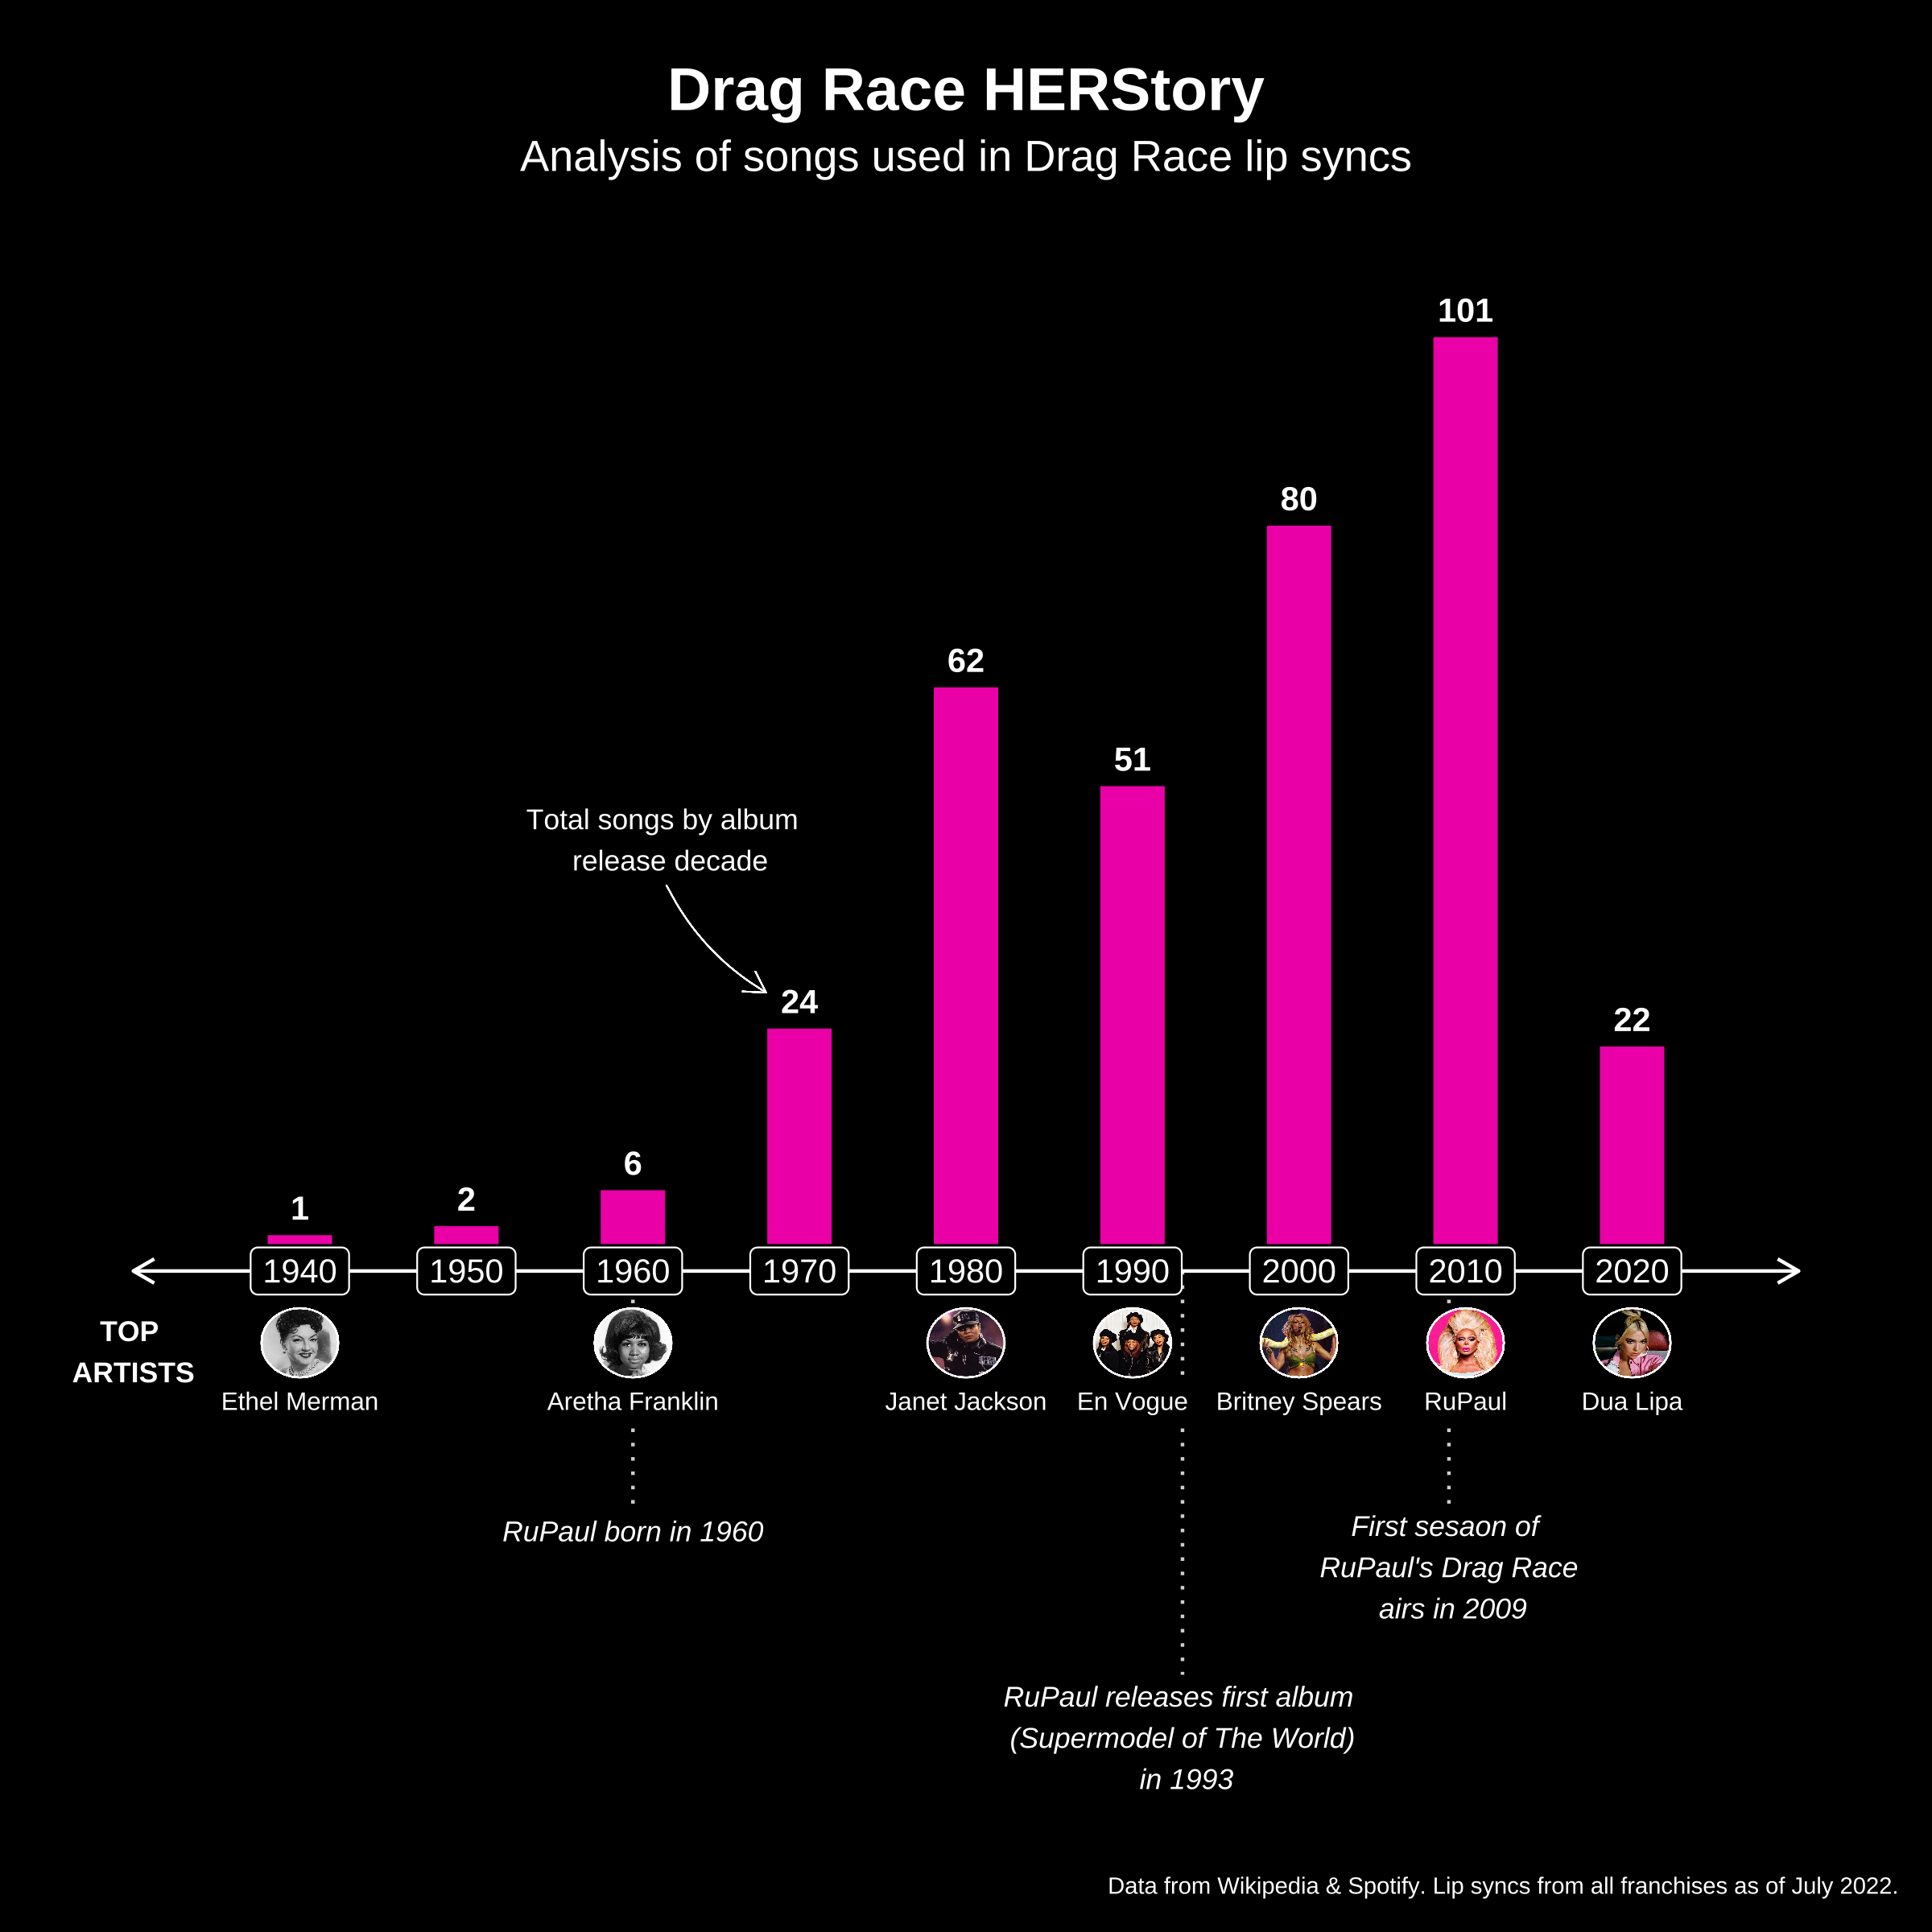 Drag Race HERStory
Analysis of songs used in Drag Race lip syncs
101
80
62
51
Total songs by album
release decade
24
22
6
2
1
1940 1950 1960 1970 1980 1990 2000 2010 2020
TOP
ARTISTS
Ethel Merman Aretha Franklin Janet Jackson En Vogue Britney Spears RuPaul Dua Lipa
RuPaul born in 1960
First sesaon of
RuPaul's Drag Race
airs in 2009
RuPaul releases first album
(Supermodel of The World)
in 1993
Data from Wikipedia & Spotify. Lip syncs from all franchises as of July 2022.